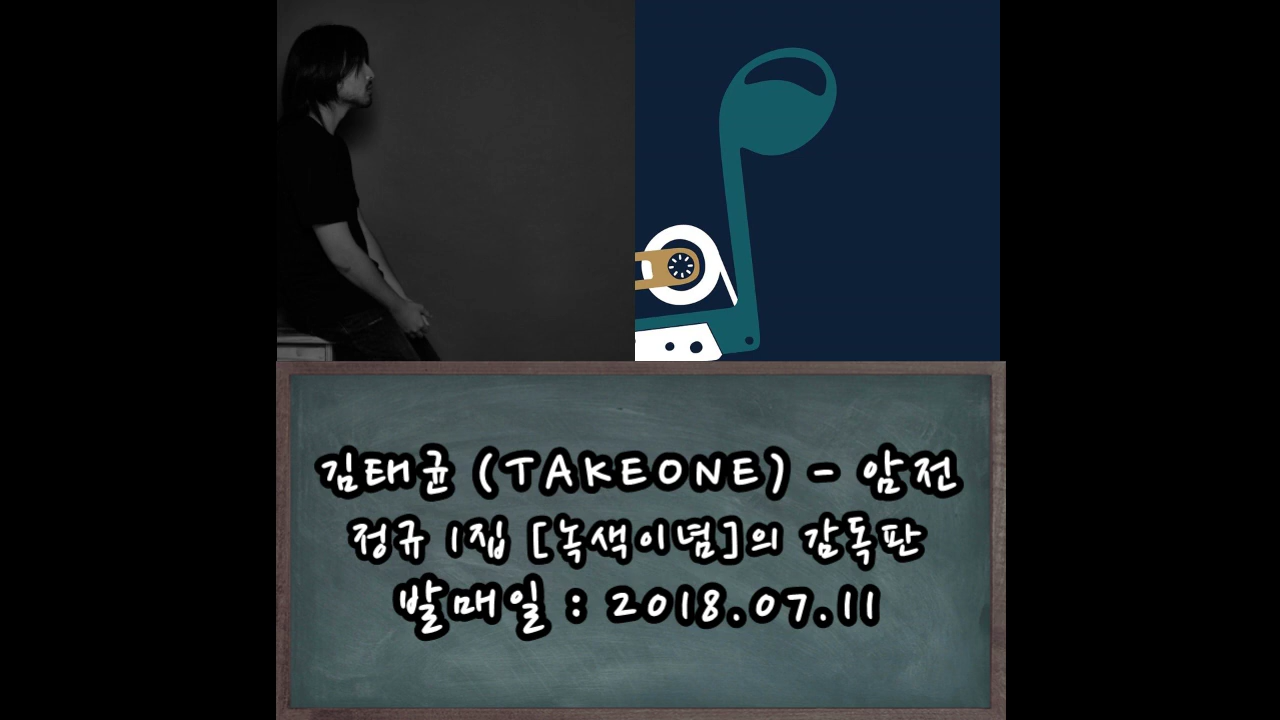 김태균 (TAKEONE) - 암전
정규 1집 [녹색이념]의 감독판
발매일 : 2018.07.11